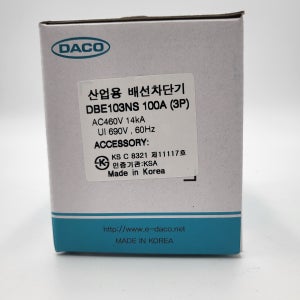 DACO
산업용 배선차단기
DBE103NS 100A (3P)
AC460V 14kA
UI 690V , 60Hz
ACCESSORY:
KS C 8321 제11117호
인증기관:KSA
Made in Korea
http://www.e-daco.net
MADE IN KOREA